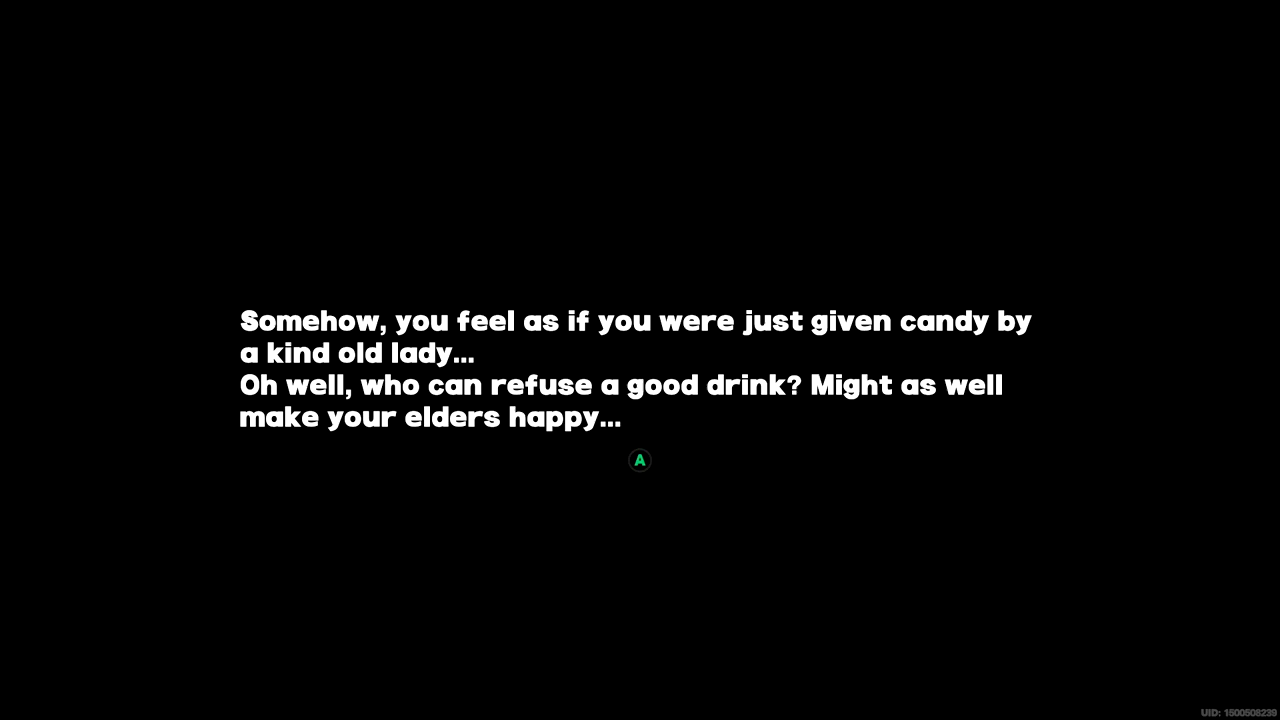 Somehow, you feel as if you were just given candy by
a kind old lady...
Oh well, who can refuse a good drink? Might as well
make your elders happy...
A
UID: 1500508239